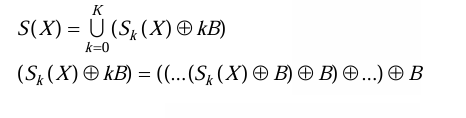 S(X) = ⋃_{k=0}^{K} (S_k (X) ⊕ kB)
(S_k (X) ⊕ kB) = ((...(S_k (X) ⊕ B) ⊕ B) ⊕ ...) ⊕ B